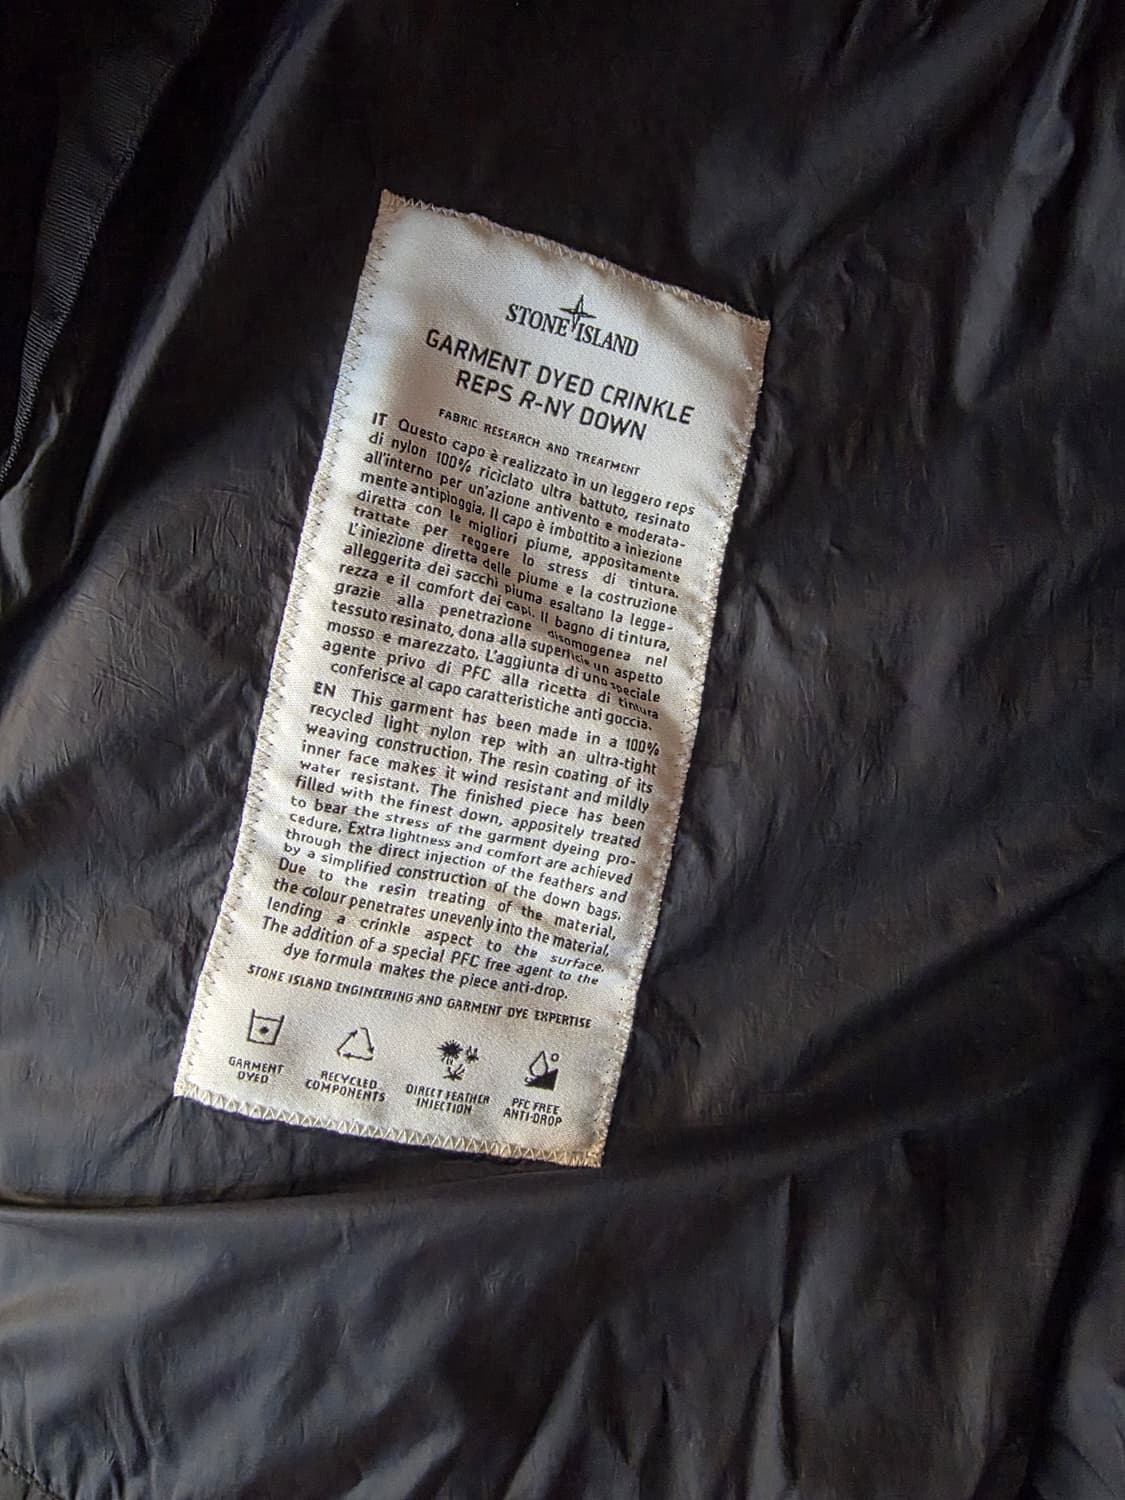 STONE ISLAND
GARMENT DYED CRINKLE
REPS R-NY DOWN
FABRIC RESEARCH AND TREATMENT
IT Questo capo è realizzato in un leggero reps
di nylon 100% riciclato ultra battuto, resinato
all'interno per un'azione antivento e moderata-
mente antipioggia. Il capo è imbottito a iniezione
diretta con le migliori piume, appositamente
trattate per reggere lo stress di tintura.
L'iniezione diretta delle piume e la costruzione
alleggerita dei sacchi piuma esaltano la legge-
rezza e il comfort dei capi. Il bagno di tintura,
grazie alla penetrazione disomogenea nel
tessuto resinato, dona alla superficie un aspetto
mosso e marezzato. L'aggiunta di uno speciale
agente privo di PFC alla ricetta di tintura
conferisce al capo caratteristiche anti goccia.
EN This garment has been made in a 100%
recycled light nylon rep with an ultra-tight
weaving construction. The resin coating of its
inner face makes it wind resistant and mildly
water resistant. The finished piece has been
filled with the finest down, appositely treated
to bear the stress of the garment dyeing pro-
cedure. Extra lightness and comfort are achieved
through the direct injection of the feathers and
by a simplified construction of the down bags.
Due to the resin treating of the material,
the colour penetrates unevenly into the material,
lending a crinkle aspect to the surface.
The addition of a special PFC free agent to the
dye formula makes the piece anti-drop.
STONE ISLAND ENGINEERING AND GARMENT DYE EXPERTISE
GARMENT
DYED
RECYCLED
COMPONENTS
DIRECT FEATHER
INJECTION
PFC FREE
ANTI-DROP